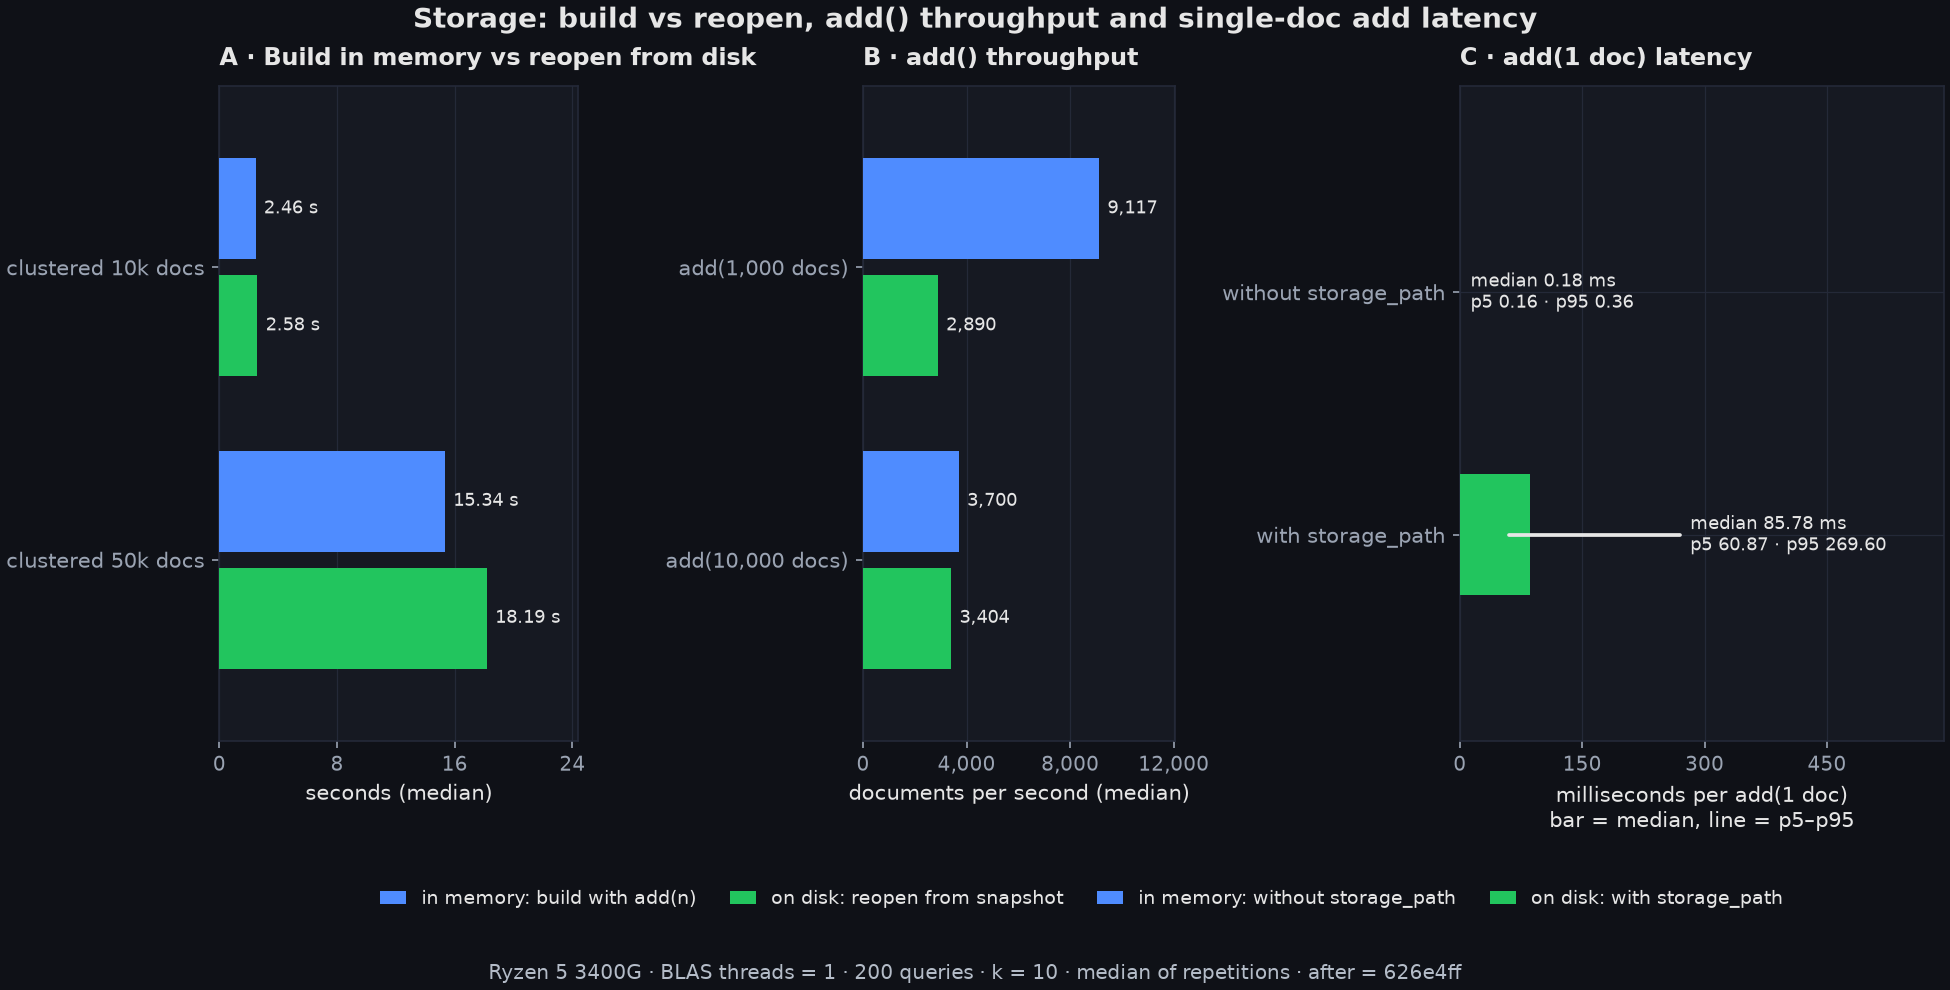 Storage: build vs reopen, add() throughput and single-doc add latency
A · Build in memory vs reopen from disk
2.46 s
clustered 10k docs
2.58 s
15.34 s
clustered 50k docs
18.19 s
0 8 16 24
seconds (median)
B · add() throughput
9,117
add(1,000 docs)
2,890
3,700
add(10,000 docs)
3,404
0 4,000 8,000 12,000
documents per second (median)
C · add(1 doc) latency
without storage_path
median 0.18 ms
p5 0.16 · p95 0.36
with storage_path
median 85.78 ms
p5 60.87 · p95 269.60
0 150 300 450
milliseconds per add(1 doc)
bar = median, line = p5–p95
in memory: build with add(n)
on disk: reopen from snapshot
in memory: without storage_path
on disk: with storage_path
Ryzen 5 3400G · BLAS threads = 1 · 200 queries · k = 10 · median of repetitions · after = 626e4ff